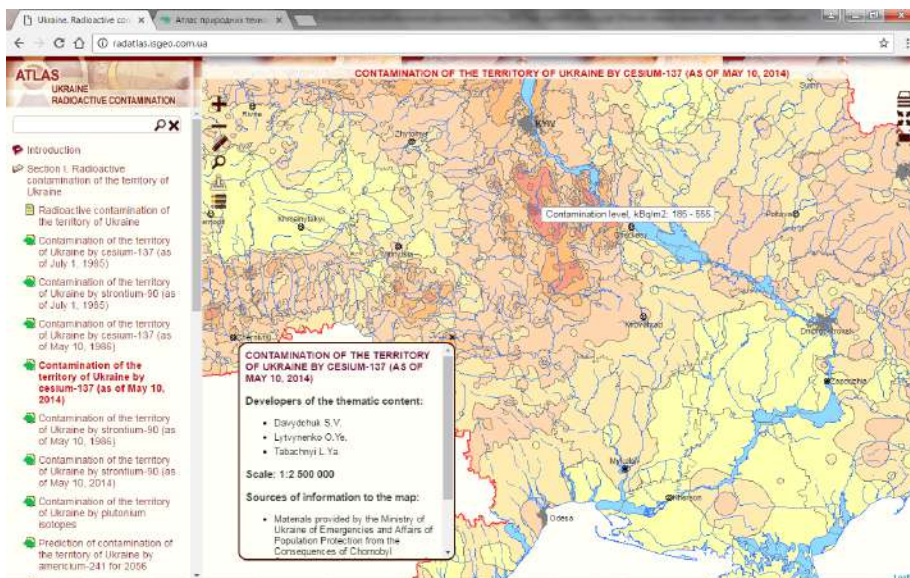 Ukraine. Radioactive con
Атлас природних техн
radatlas.isgeo.com.ua
ATLAS
UKRAINE
RADIOACTIVE CONTAMINATION
Introduction
Section I. Radioactive
contamination of the territory of
Ukraine
Radioactive contamination of
the territory of Ukraine
Contamination of the territory
of Ukraine by cesium-137 (as
of July 1, 1985)
Contamination of the territory
of Ukraine by strontium-90 (as
of July 1, 1985)
Contamination of the territory
of Ukraine by cesium-137 (as
of May 10, 1986)
Contamination of the
territory of Ukraine by
cesium-137 (as of May 10,
2014)
Contamination of the territory
of Ukraine by strontium-90 (as
of May 10, 1986)
Contamination of the territory
of Ukraine by strontium-90 (as
of May 10, 2014)
Contamination of the territory
of Ukraine by plutonium
isotopes
Prediction of contamination of
the territory of Ukraine by
americium-241 for 2056
CONTAMINATION OF THE TERRITORY OF UKRAINE BY CESIUM-137 (AS OF MAY 10, 2014)
Rivne
KYIV
Zhytomyr
Khmelnytskyi
Contamination level, kBq/m2: 185 - 555
Poltava
Cherkasy
Vinnytsia
Kirovohrad
Zaporizhia
Mykolaiv
Kherson
Odesa
CONTAMINATION OF THE TERRITORY
OF UKRAINE BY CESIUM-137 (AS OF
MAY 10, 2014)
Developers of the thematic content:
Davydchuk S.V.
Lytvynenko O.Ye.
Tabachnyi L.Ya
Scale: 1:2 500 000
Sources of information to the map:
Materials provided by the Ministry of
Ukraine of Emergencies and Affairs of
Population Protection from the
Consequences of Chornobyl